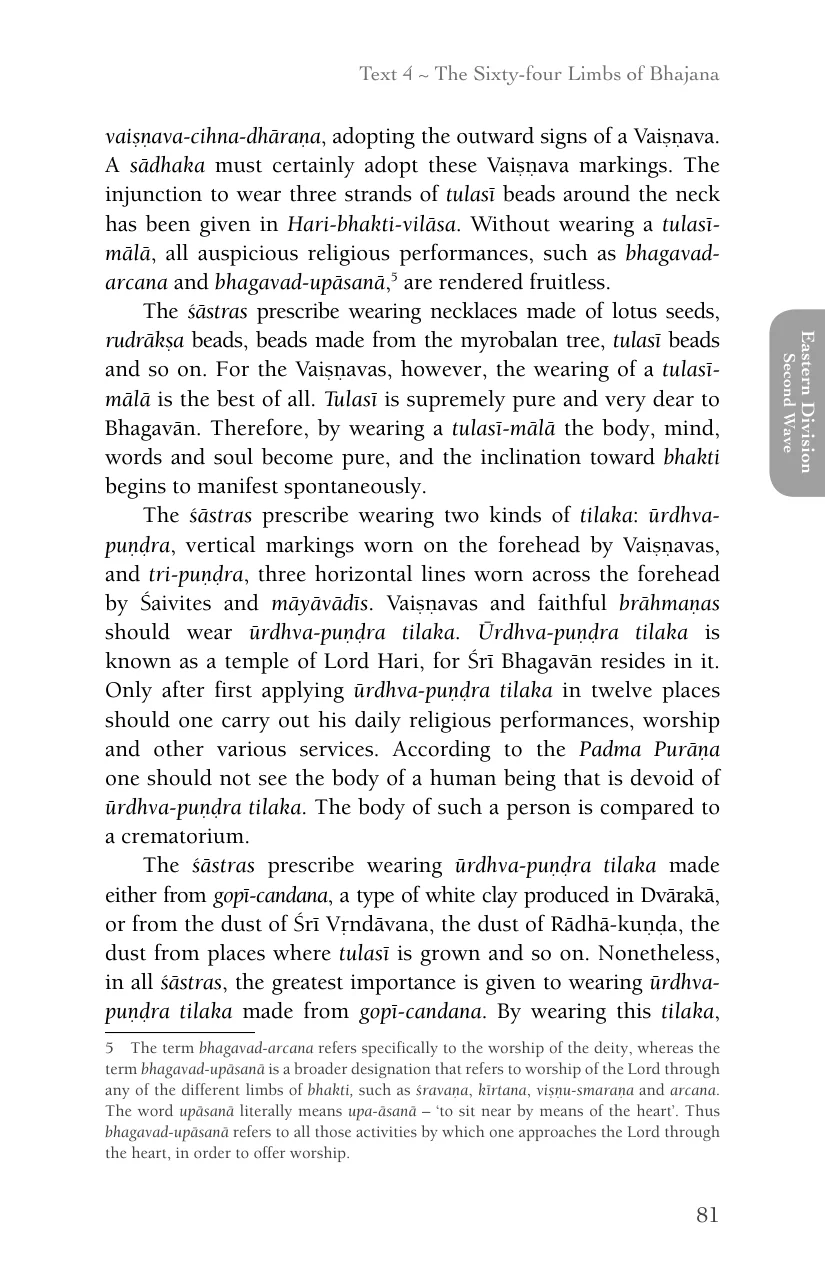 Text 4 ~ The Sixty-four Limbs of Bhajana
vaiṣṇava-cihna-dhāraṇa, adopting the outward signs of a Vaiṣṇava.
A sādhaka must certainly adopt these Vaiṣṇava markings. The
injunction to wear three strands of tulasī beads around the neck
has been given in Hari-bhakti-vilāsa. Without wearing a tulasī-
mālā, all auspicious religious performances, such as bhagavad-
arcana and bhagavad-upāsanā,5 are rendered fruitless.
The śāstras prescribe wearing necklaces made of lotus seeds,
rudrākṣa beads, beads made from the myrobalan tree, tulasī beads
and so on. For the Vaiṣṇavas, however, the wearing of a tulasī-
mālā is the best of all. Tulasī is supremely pure and very dear to
Bhagavān. Therefore, by wearing a tulasī-mālā the body, mind,
words and soul become pure, and the inclination toward bhakti
begins to manifest spontaneously.
The śāstras prescribe wearing two kinds of tilaka: ūrdhva-
puṇḍra, vertical markings worn on the forehead by Vaiṣṇavas,
and tri-puṇḍra, three horizontal lines worn across the forehead
by Śaivites and māyāvādīs. Vaiṣṇavas and faithful brāhmaṇas
should wear ūrdhva-puṇḍra tilaka. Ūrdhva-puṇḍra tilaka is
known as a temple of Lord Hari, for Śrī Bhagavān resides in it.
Only after first applying ūrdhva-puṇḍra tilaka in twelve places
should one carry out his daily religious performances, worship
and other various services. According to the Padma Purāṇa
one should not see the body of a human being that is devoid of
ūrdhva-puṇḍra tilaka. The body of such a person is compared to
a crematorium.
The śāstras prescribe wearing ūrdhva-puṇḍra tilaka made
either from gopī-candana, a type of white clay produced in Dvārakā,
or from the dust of Śrī Vṛndāvana, the dust of Rādhā-kuṇḍa, the
dust from places where tulasī is grown and so on. Nonetheless,
in all śāstras, the greatest importance is given to wearing ūrdhva-
puṇḍra tilaka made from gopī-candana. By wearing this tilaka,
5 The term bhagavad-arcana refers specifically to the worship of the deity, whereas the
term bhagavad-upāsanā is a broader designation that refers to worship of the Lord through
any of the different limbs of bhakti, such as śravaṇa, kīrtana, viṣṇu-smaraṇa and arcana.
The word upāsanā literally means upa-āsanā – ‘to sit near by means of the heart’. Thus
bhagavad-upāsanā refers to all those activities by which one approaches the Lord through
the heart, in order to offer worship.
81
Eastern Division
Second Wave